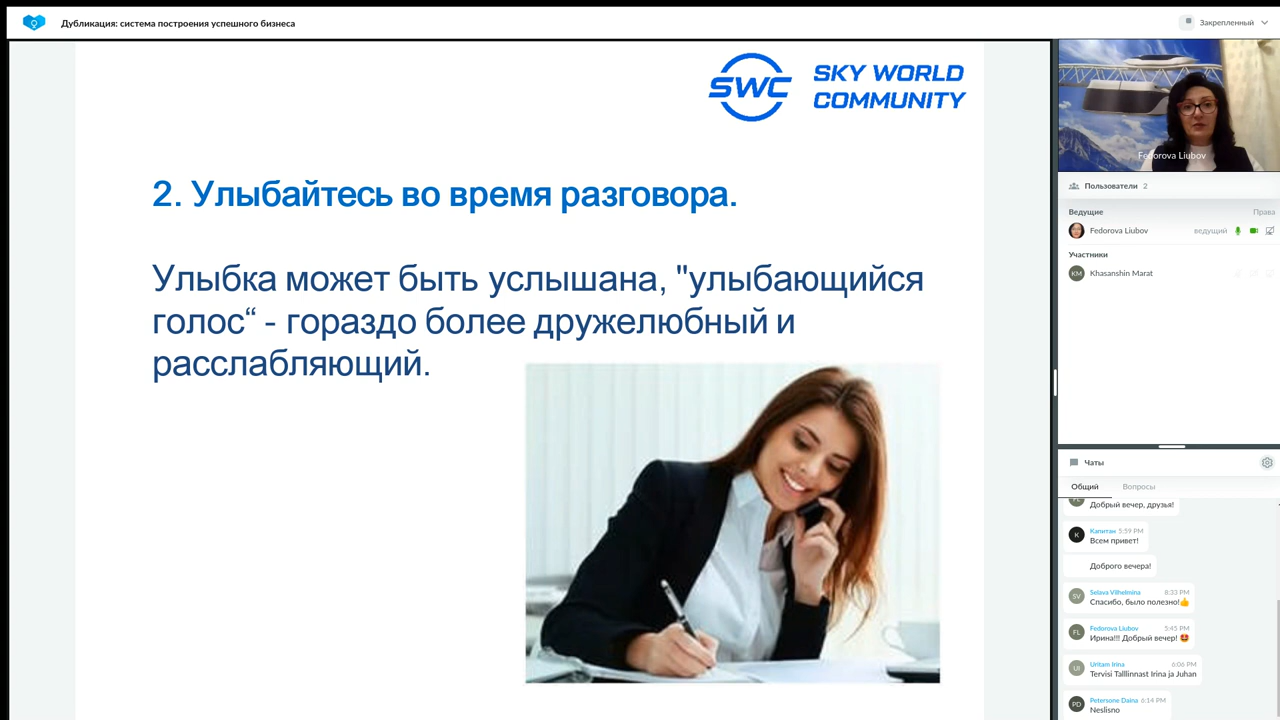 Дубликация: система построения успешного бизнеса
Закрепленный
SWC
SKY WORLD
COMMUNITY
2. Улыбайтесь во время разговора.
Улыбка может быть услышана, "улыбающийся
голос“ - гораздо более дружелюбный и
расслабляющий.
Fedorova Liubov
Пользователи 2
Ведущие Права
Fedorova Liubov ведущий
Участники
KM Khasanshin Marat
Чаты
Общий Вопросы
Добрый вечер, друзья!
К Капитан 5:59 PM
Всем привет!
Доброго вечера!
SV Selava Vilhelmina 8:33 PM
Спасибо, было полезно!👍
FL Fedorova Liubov 5:45 PM
Ирина!!! Добрый вечер! 🤩
UI Uritam Irina 6:06 PM
Tervisi Talllinnast Irina ja Juhan
PD Petersone Daina 6:14 PM
Neslisno